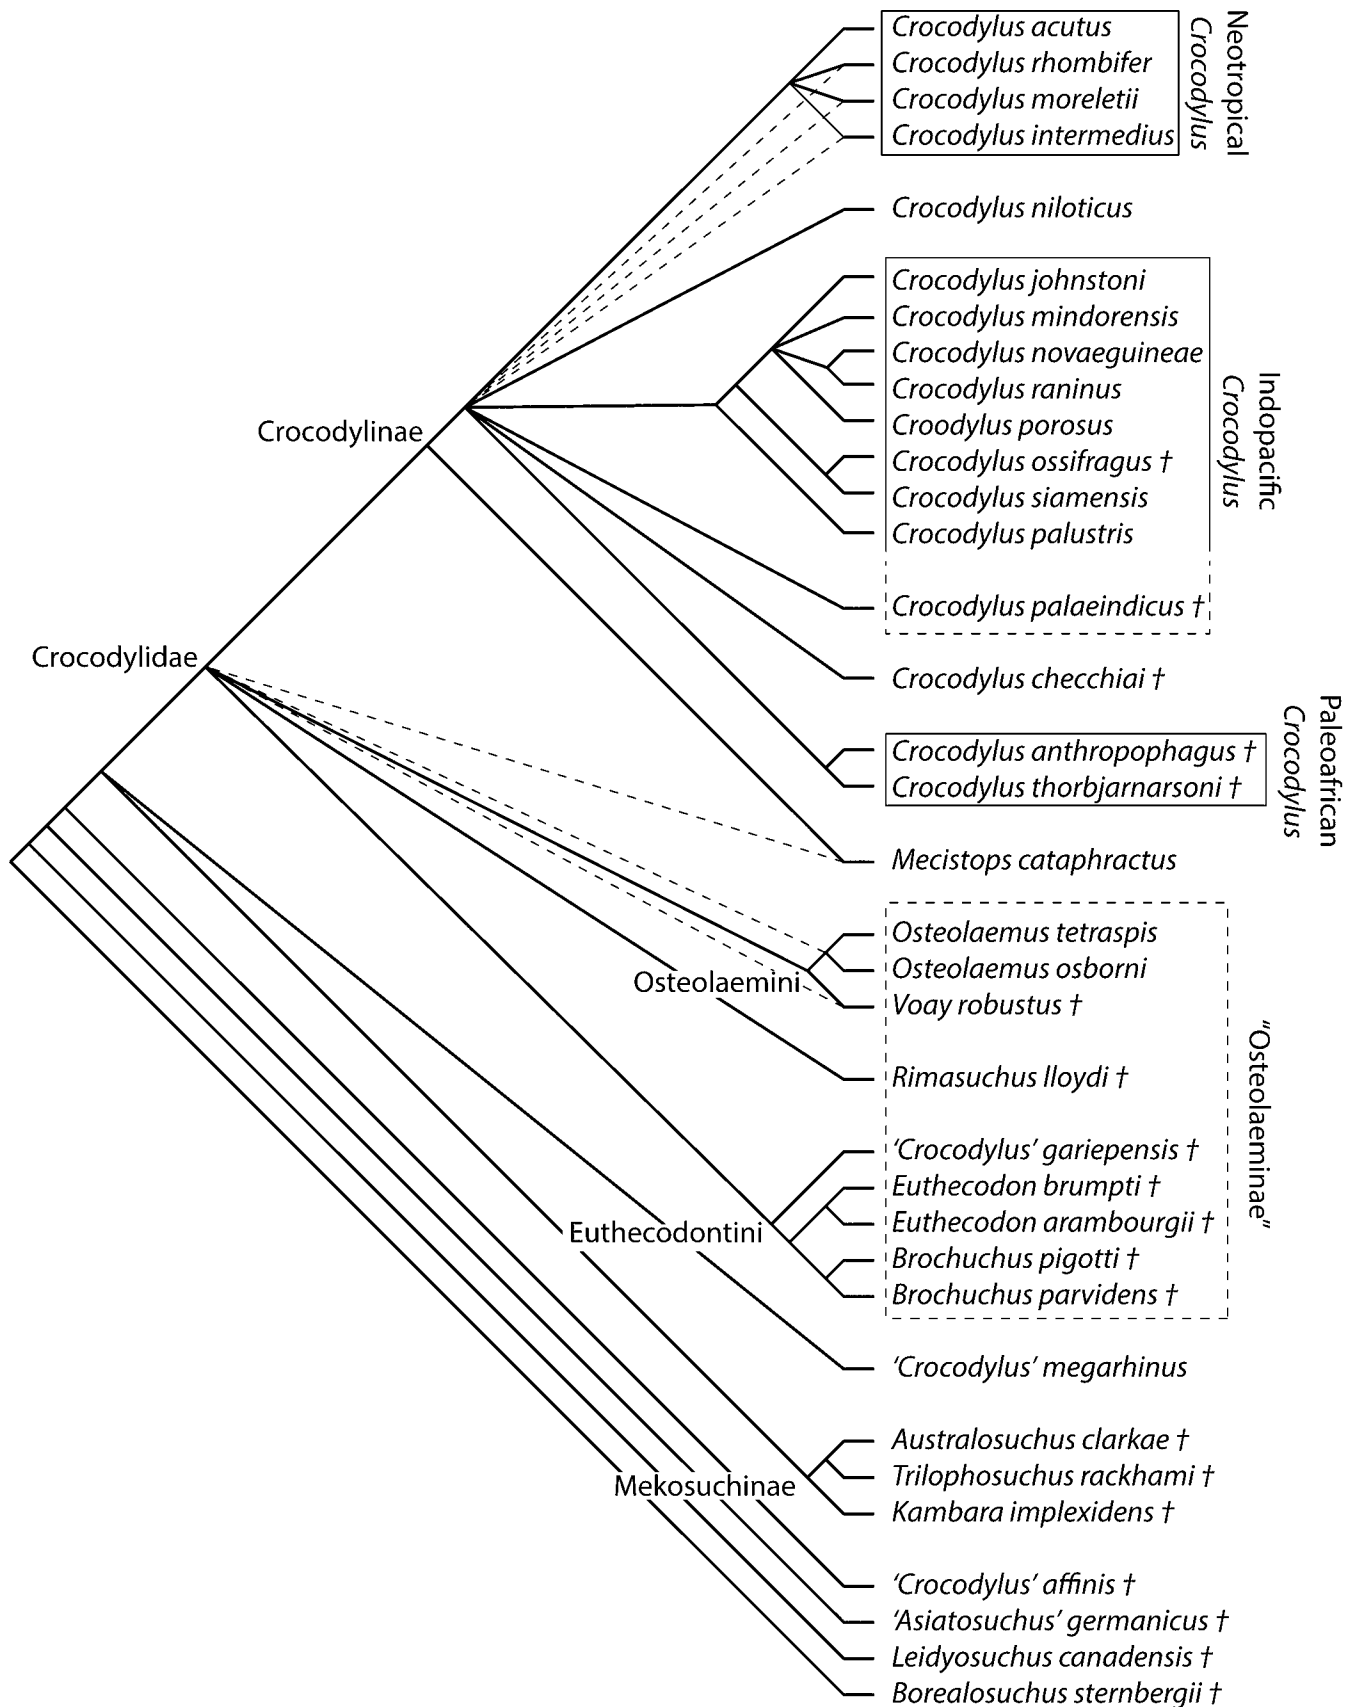 Crocodylus acutus
Crocodylus rhombifer
Crocodylus moreletii
Crocodylus intermedius
Neotropical
Crocodylus
Crocodylus niloticus
Crocodylus johnstoni
Crocodylus mindorensis
Crocodylus novaeguineae
Crocodylus raninus
Croodylus porosus
Crocodylus ossifragus †
Crocodylus siamensis
Crocodylus palustris
Crocodylus palaeindicus †
Indopacific
Crocodylus
Crocodylinae
Crocodylus checchiai †
Crocodylus anthropophagus †
Crocodylus thorbjarnarsoni †
Paleoafrican
Crocodylus
Crocodylidae
Mecistops cataphractus
Osteolaemus tetraspis
Osteolaemus osborni
Voay robustus †
Osteolaemini
Rimasuchus lloydi †
'Crocodylus' gariepensis †
Euthecodon brumpti †
Euthecodon arambourgii †
Brochuchus pigotti †
Brochuchus parvidens †
"Osteolaeminae"
Euthecodontini
'Crocodylus' megarhinus
Australosuchus clarkae †
Trilophosuchus rackhami †
Kambara implexidens †
Mekosuchinae
'Crocodylus' affinis †
'Asiatosuchus' germanicus †
Leidyosuchus canadensis †
Borealosuchus sternbergii †